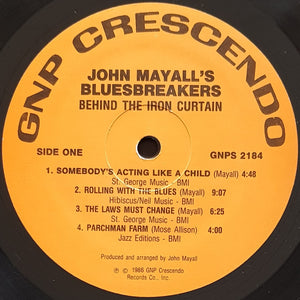 GNP CRESCENDO
JOHN MAYALL'S
BLUESBREAKERS
BEHIND THE IRON CURTAIN
SIDE ONE
GNPS 2184
1. SOMEBODY'S ACTING LIKE A CHILD (Mayall) 4:48
St. George Music - BMI
2. ROLLING WITH THE BLUES (Mayall) 9:07
Hibiscus/Neil Music - BMI
3. THE LAWS MUST CHANGE (Mayall) 6:25
St. George Music - BMI
4. PARCHMAN FARM (Mose Allison) 4:00
Jazz Editions - BMI
Produced and arranged by John Mayall
℗ © 1986 GNP Crescendo
Records Co., Inc.